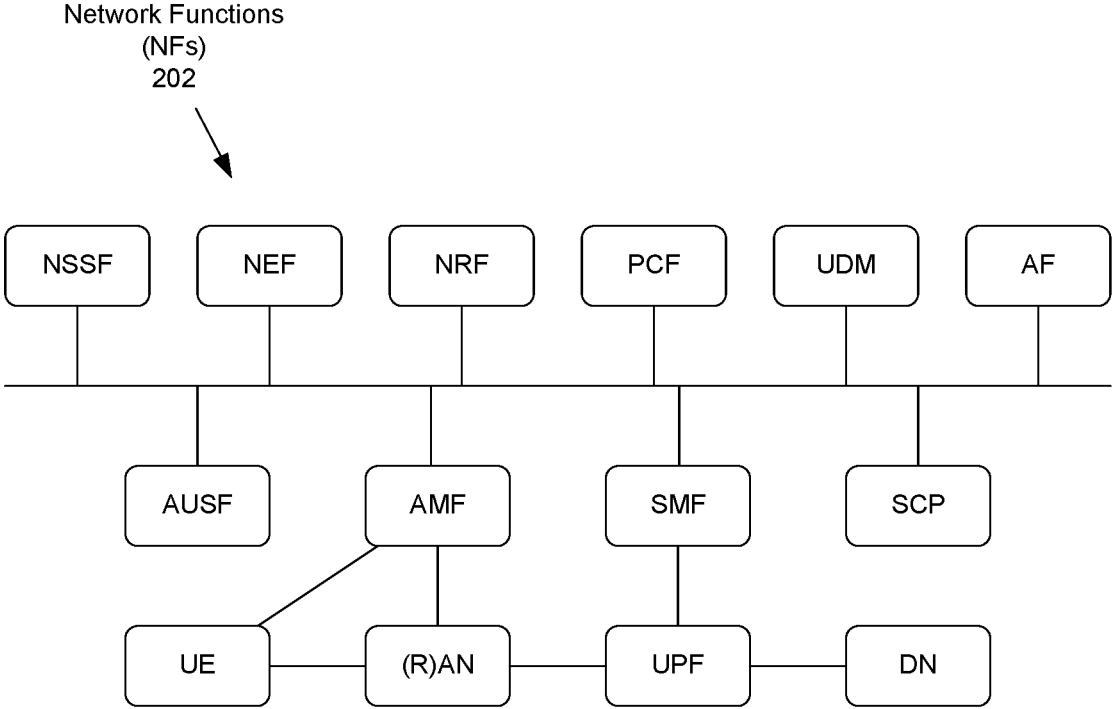 Network Functions
(NFs)
202
NSSF NEF NRF PCF UDM AF
AUSF AMF SMF SCP
UE (R)AN UPF DN